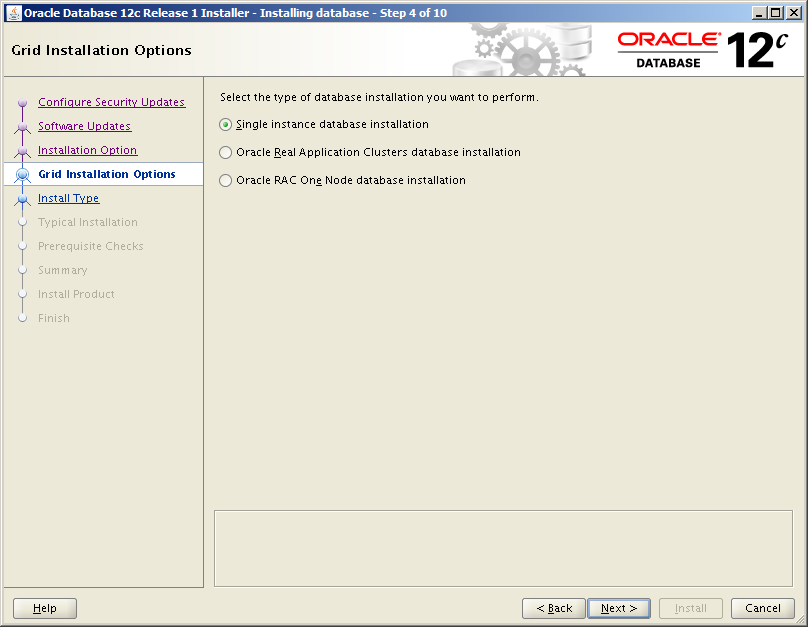 Oracle Database 12c Release 1 Installer - Installing database - Step 4 of 10
Grid Installation Options
ORACLE®
DATABASE
12c
Configure Security Updates
Software Updates
Installation Option
Grid Installation Options
Install Type
Typical Installation
Prerequisite Checks
Summary
Install Product
Finish
Select the type of database installation you want to perform.
Single instance database installation
Oracle Real Application Clusters database installation
Oracle RAC One Node database installation
Help
< Back
Next >
Install
Cancel